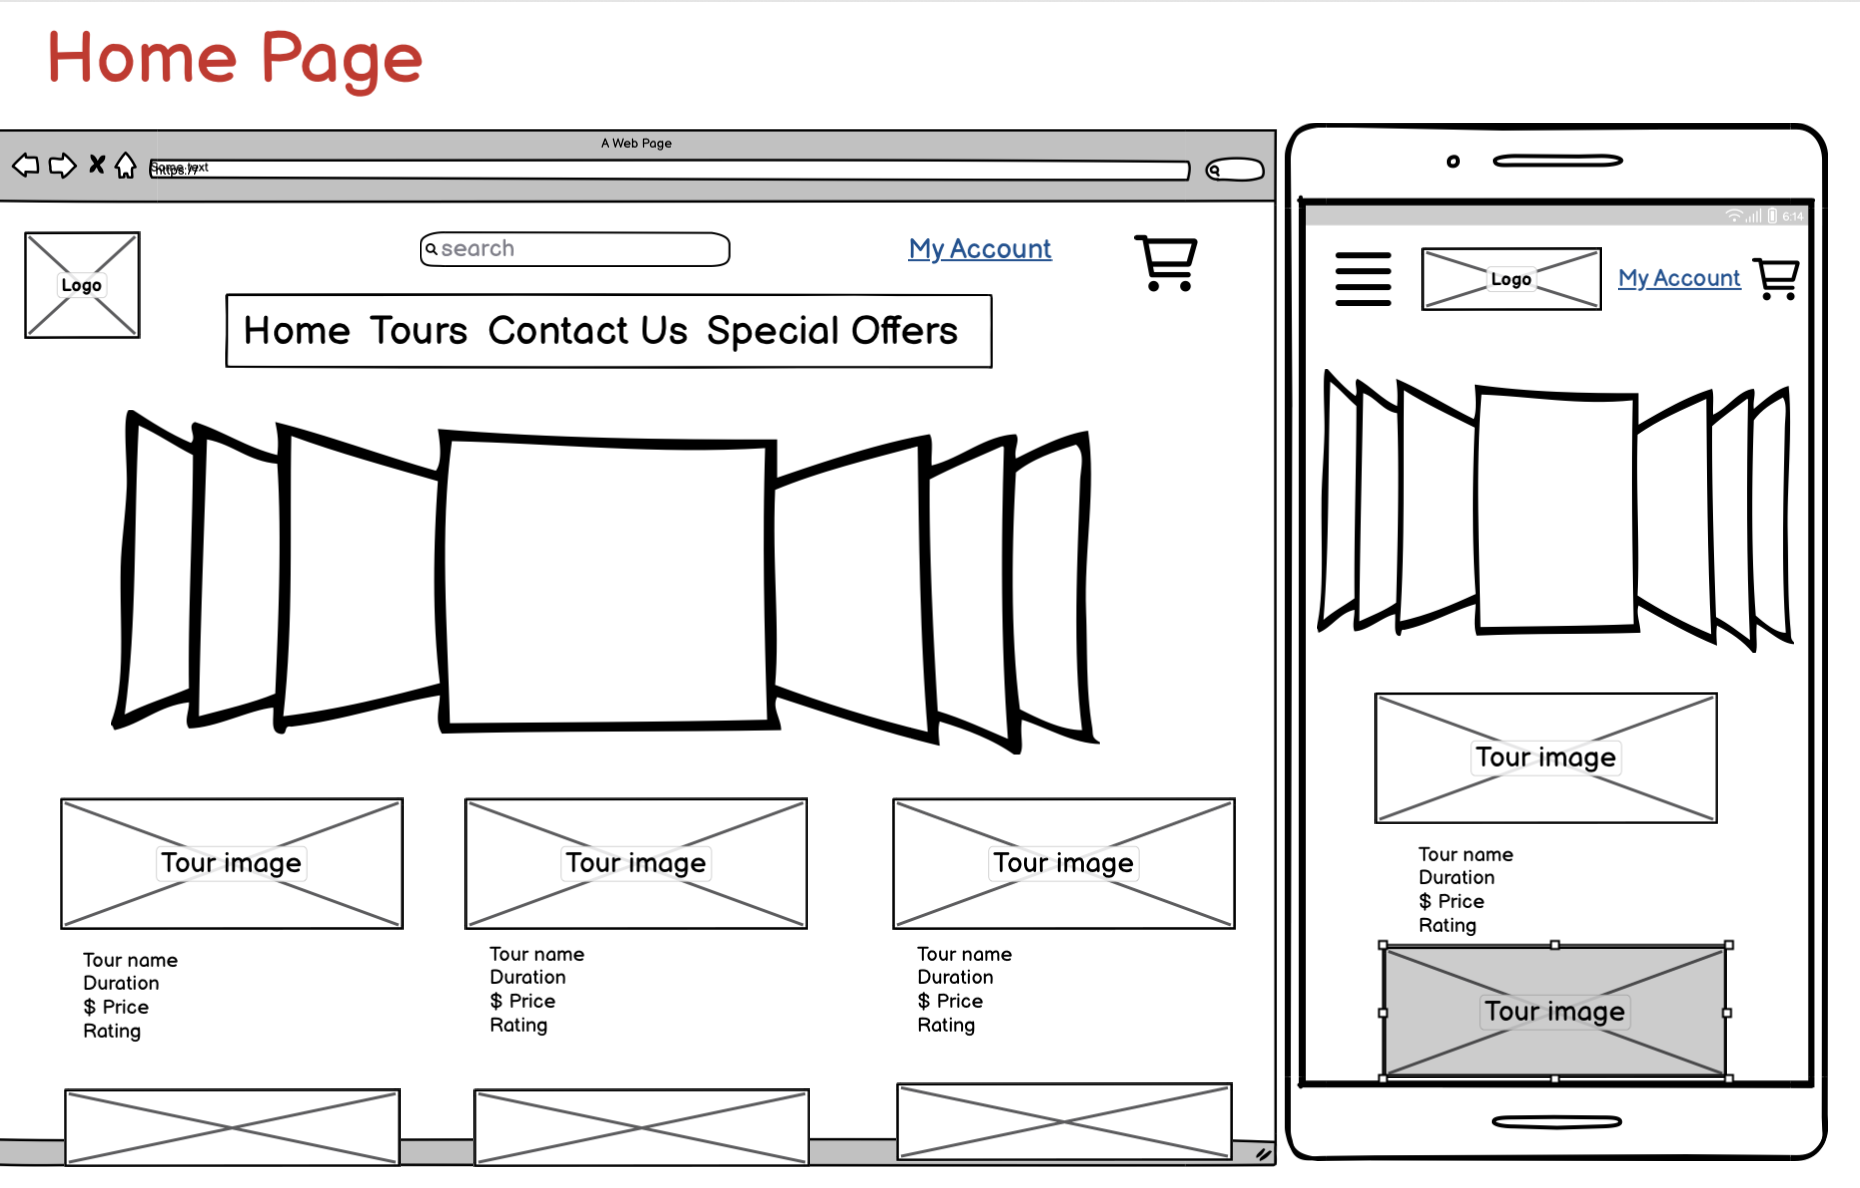 Home Page
A Web Page
Some text
https://
search
My Account
Logo
Home Tours Contact Us Special Offers
Tour image
Tour name
Duration
$ Price
Rating
Tour image
Tour name
Duration
$ Price
Rating
Tour image
Tour name
Duration
$ Price
Rating
6:14
Logo
My Account
Tour image
Tour name
Duration
$ Price
Rating
Tour image